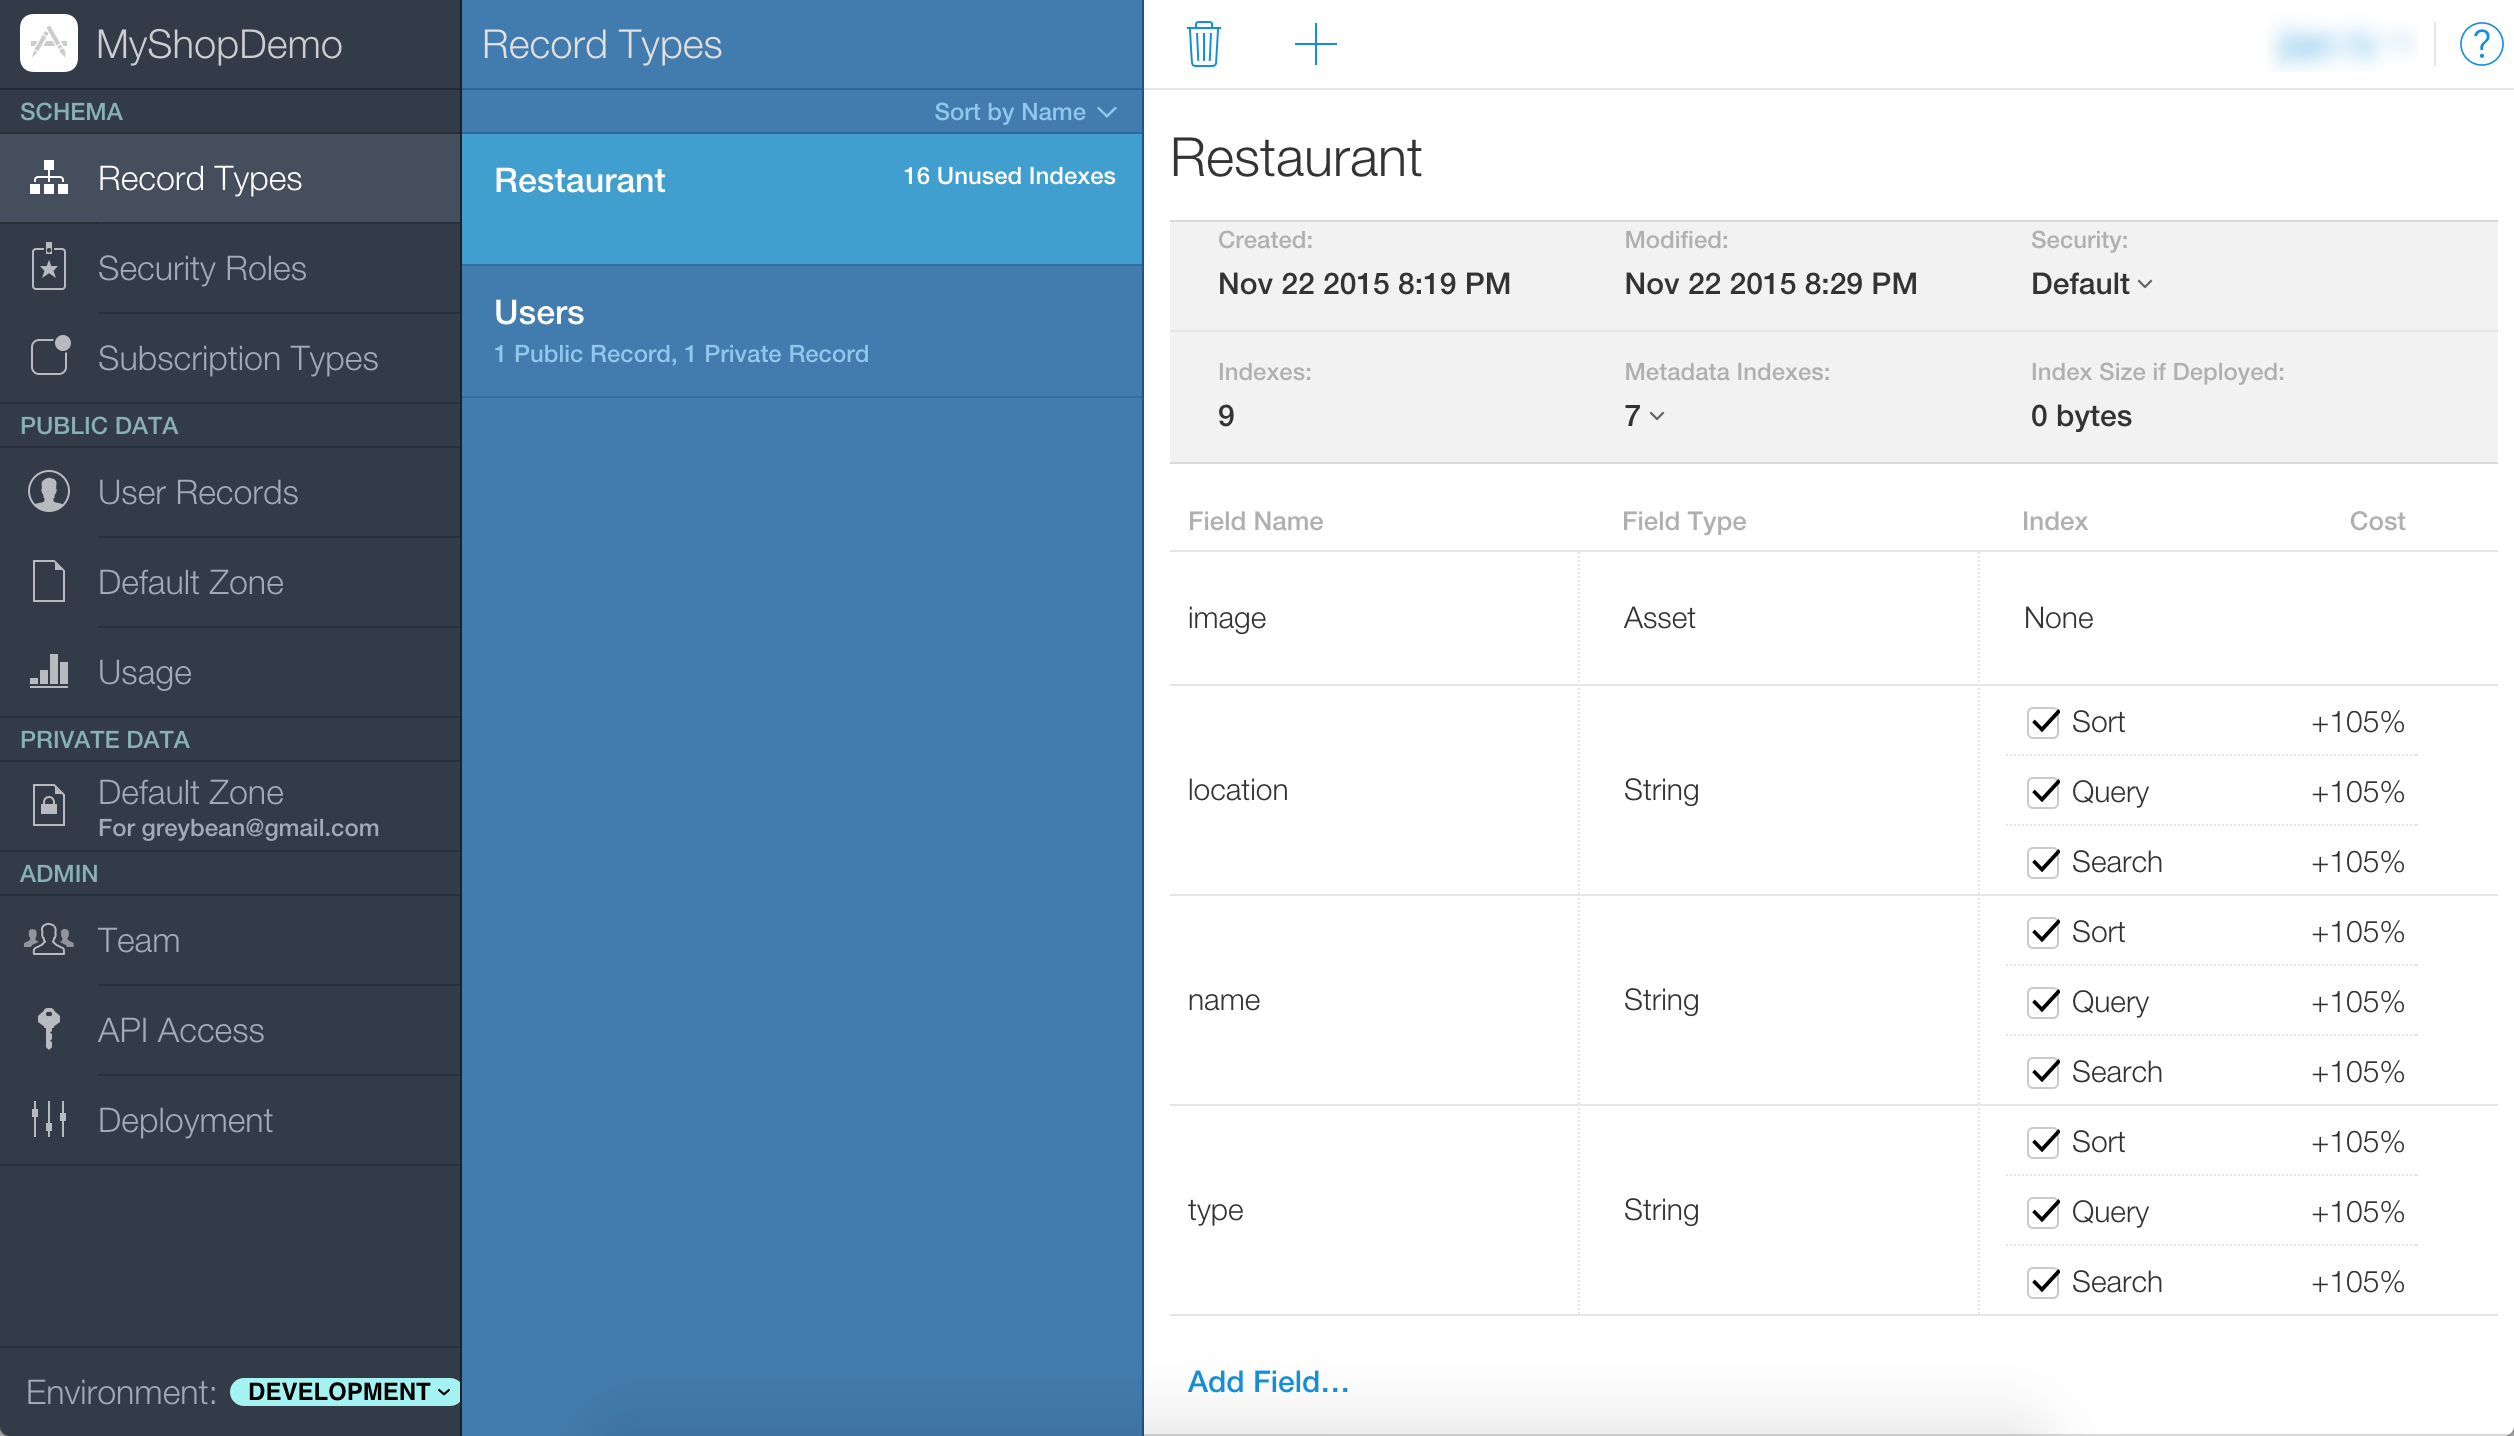 MyShopDemo
SCHEMA
Record Types
Security Roles
Subscription Types
PUBLIC DATA
User Records
Default Zone
Usage
PRIVATE DATA
Default Zone
For greybean@gmail.com
ADMIN
Team
API Access
Deployment
Environment: DEVELOPMENT
Record Types
Sort by Name
Restaurant 16 Unused Indexes
Users
1 Public Record, 1 Private Record
?
Restaurant
Created: Modified: Security:
Nov 22 2015 8:19 PM Nov 22 2015 8:29 PM Default
Indexes: Metadata Indexes: Index Size if Deployed:
9 7 0 bytes
Field Name Field Type Index Cost
image Asset None
Sort +105%
location String Query +105%
Search +105%
Sort +105%
name String Query +105%
Search +105%
Sort +105%
type String Query +105%
Search +105%
Add Field...